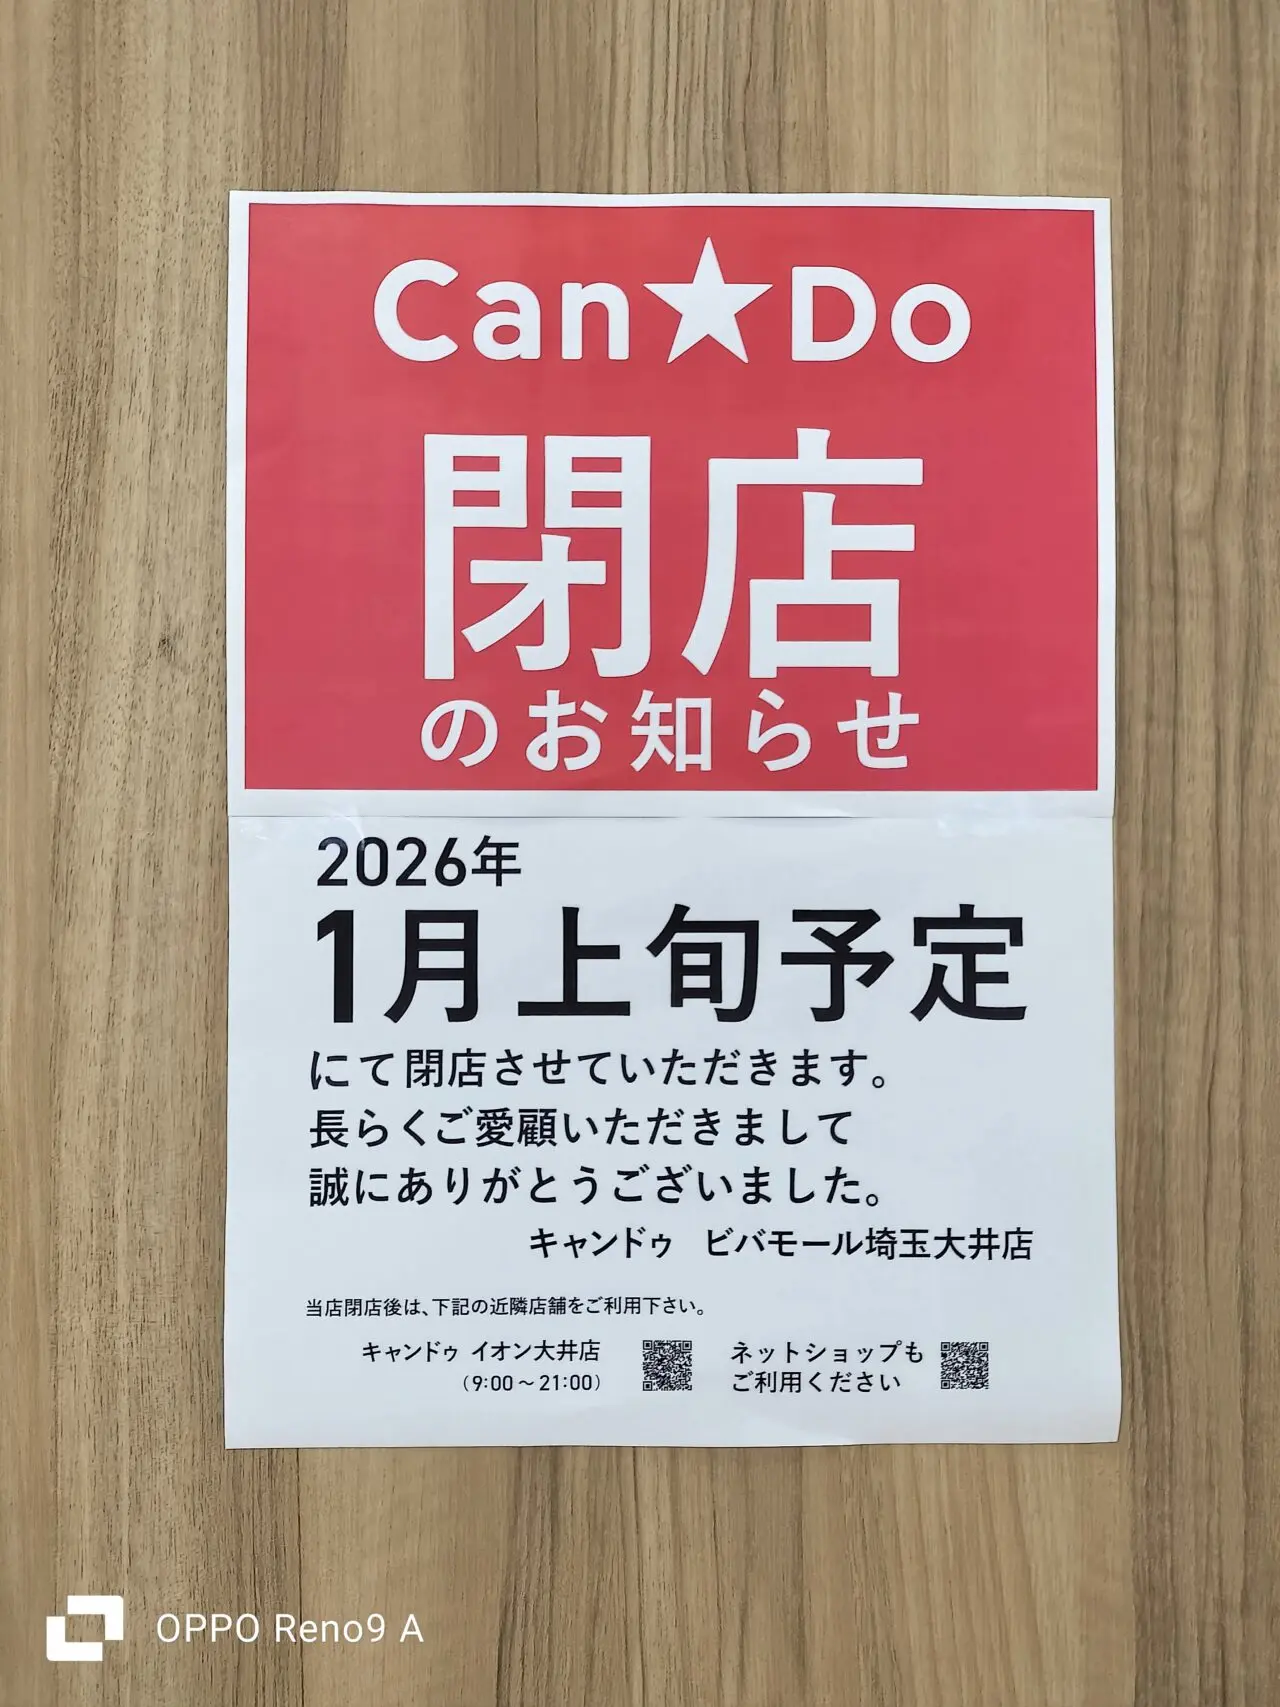 Can★Do
閉店
のお知らせ
2026年
1月上旬予定
にて閉店させていただきます。
長らくご愛顧いただきまして
誠にありがとうございました。
キャンドゥ ビバモール埼玉大井店
当店閉店後は、下記の近隣店舗をご利用下さい。
キャンドゥ イオン大井店
(9:00～21:00)
ネットショップも
ご利用ください
OPPO Reno9 A